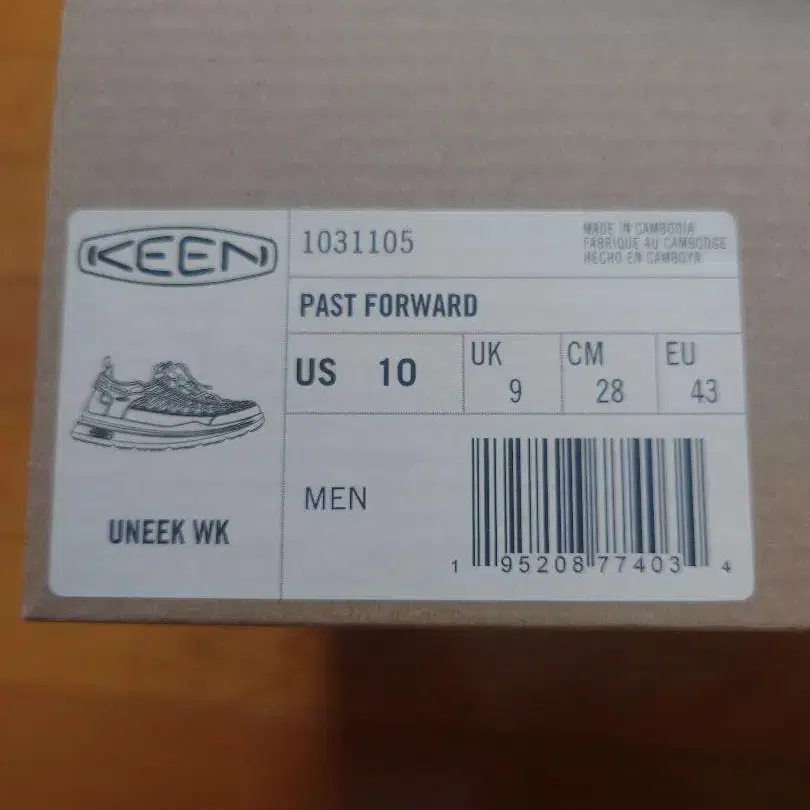 KEEN
1031105
MADE IN CAMBODIA
FABRIQUE AU CAMBODGE
HECHO EN CAMBOYA
PAST FORWARD
US 10
UK 9
CM 28
EU 43
UNEEK WK
MEN
1 95208 77403 4